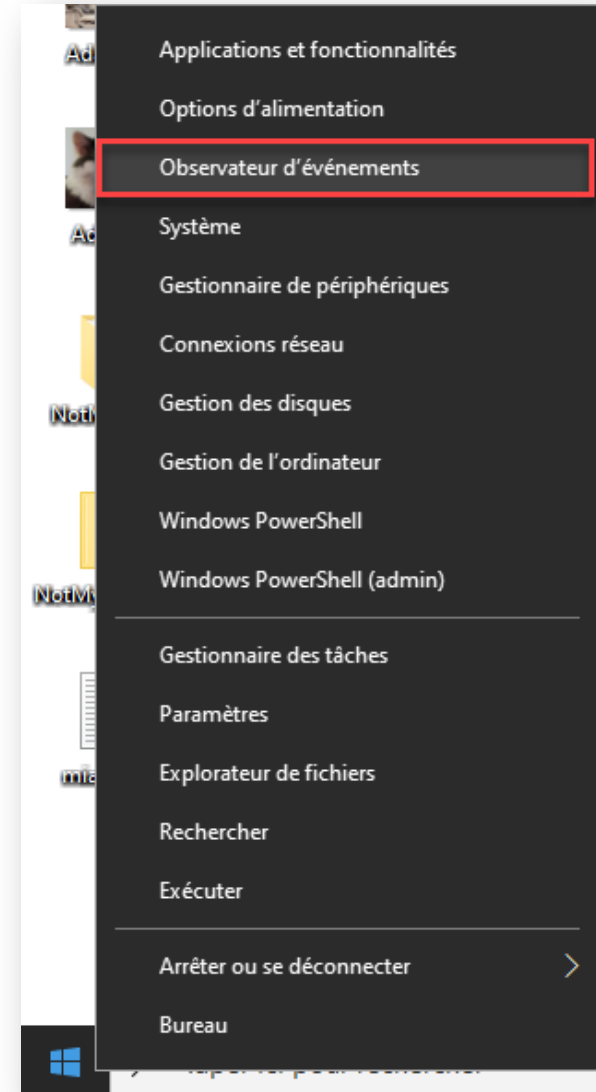 Applications et fonctionnalités
Options d’alimentation
Observateur d’événements
Système
Gestionnaire de périphériques
Connexions réseau
Gestion des disques
Gestion de l’ordinateur
Windows PowerShell
Windows PowerShell (admin)
Gestionnaire des tâches
Paramètres
Explorateur de fichiers
Rechercher
Exécuter
Arrêter ou se déconnecter
Bureau